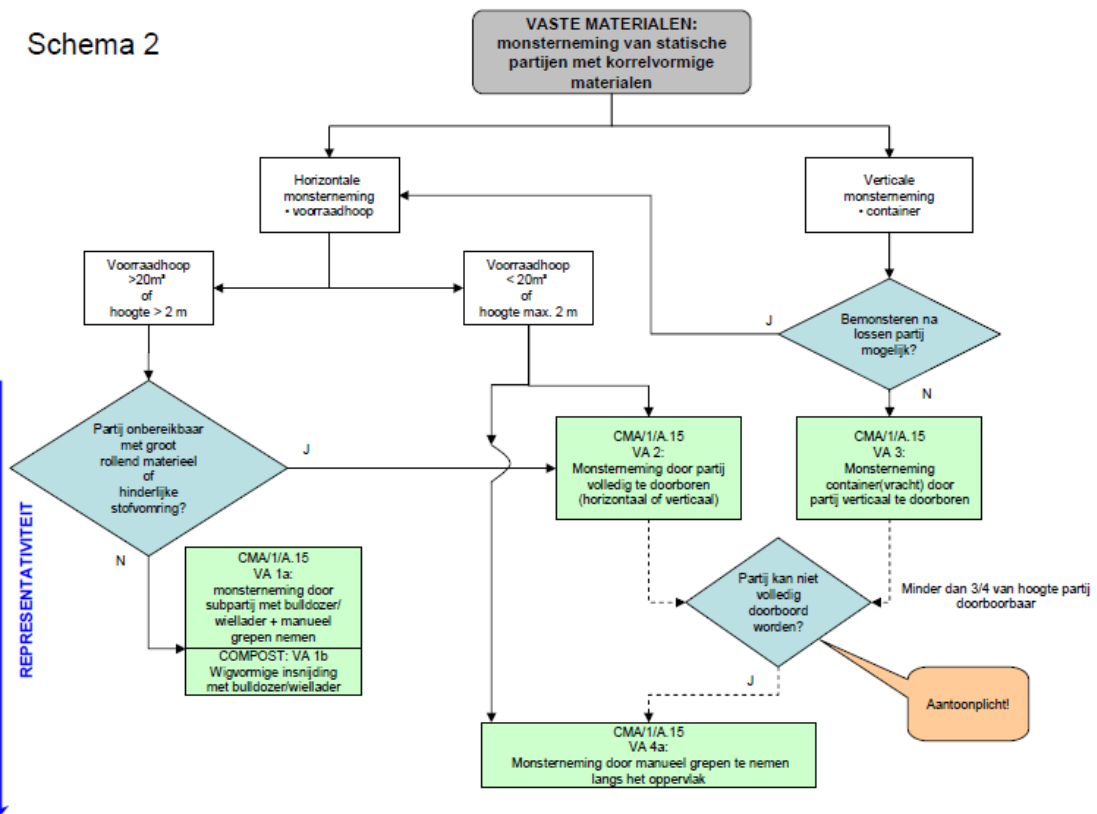 Schema 2
VASTE MATERIALEN:
monsterneming van statische
partijen met korrelvormige
materialen
Horizontale
monsterneming
• voorraadhoop
Verticale
monsterneming
• container
Voorraadhoop
>20m³
of
hoogte > 2 m
Voorraadhoop
< 20m³
of
hoogte max. 2 m
Bemonsteren na
lossen partij
mogelijk?
J
N
Partij onbereikbaar
met groot
rollend materieel
of
hinderlijke
stofvomring?
J
N
CMA/1/A.15
VA 2:
Monsterneming door partij
volledig te doorboren
(horizontaal of verticaal)
CMA/1/A.15
VA 3:
Monsterneming
container(vracht) door
partij verticaal te doorboren
REPRESENTATIVITEIT
CMA/1/A.15
VA 1a:
monsterneming door
subpartij met bulldozer/
wiellader + manueel
grepen nemen
COMPOST: VA 1b
Wigvormige insnijding
met bulldozer/wiellader
Partij kan niet
volledig
doorboord
worden?
Minder dan 3/4 van hoogte partij
doorboorbaar
J
Aantoonplicht!
CMA/1/A.15
VA 4a:
Monsterneming door manueel grepen te nemen
langs het oppervlak